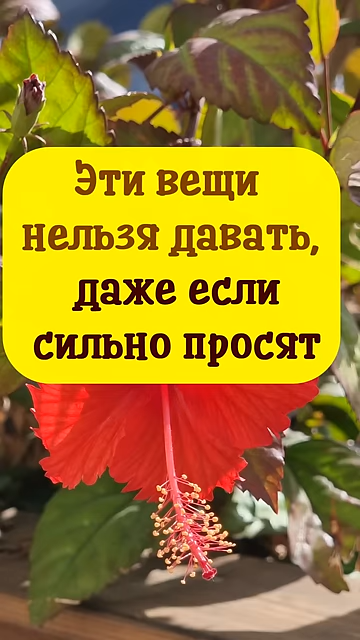 Эти вещи
нельзя давать,
даже если
сильно просят